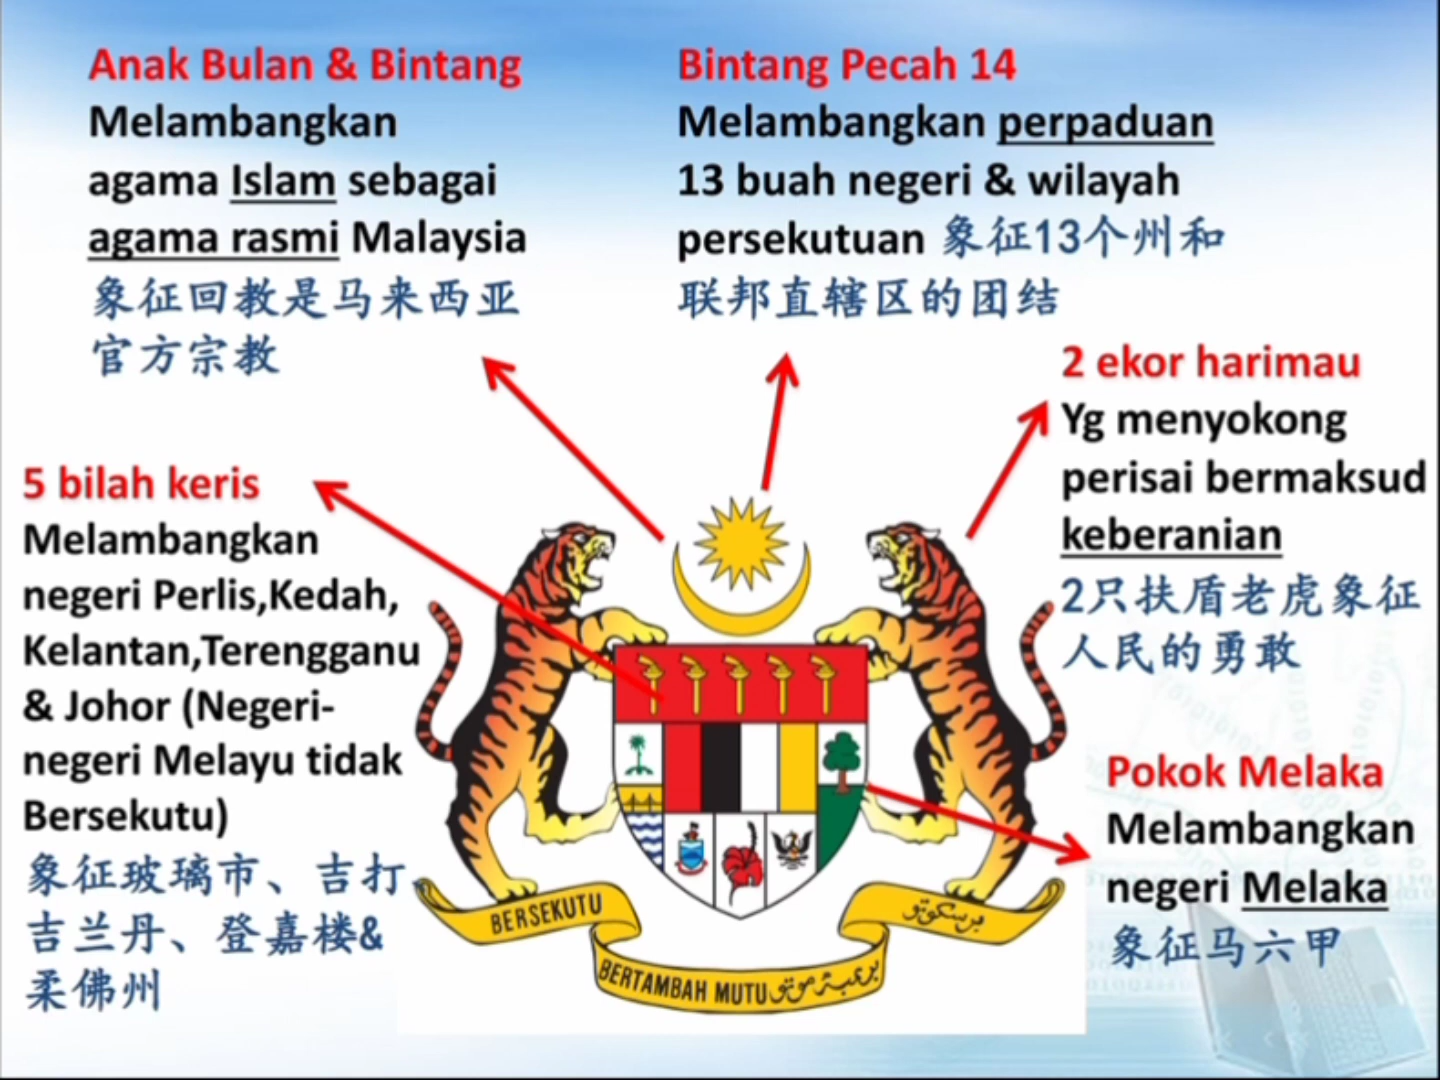 Anak Bulan & Bintang
Melambangkan
agama Islam sebagai
agama rasmi Malaysia
象征回教是马来西亚
官方宗教
Bintang Pecah 14
Melambangkan perpaduan
13 buah negeri & wilayah
persekutuan 象征13个州和
联邦直辖区的团结
2 ekor harimau
Yg menyokong
perisai bermaksud
keberanian
2只扶盾老虎象征
人民的勇敢
5 bilah keris
Melambangkan
negeri Perlis,Kedah,
Kelantan,Terengganu
& Johor (Negeri-
negeri Melayu tidak
Bersekutu)
象征玻璃市、吉打
吉兰丹、登嘉楼&
柔佛州
Pokok Melaka
Melambangkan
negeri Melaka
象征马六甲
BERSEKUTU
برسکوتو
BERTAMBAH MUTU برتمبه موتو